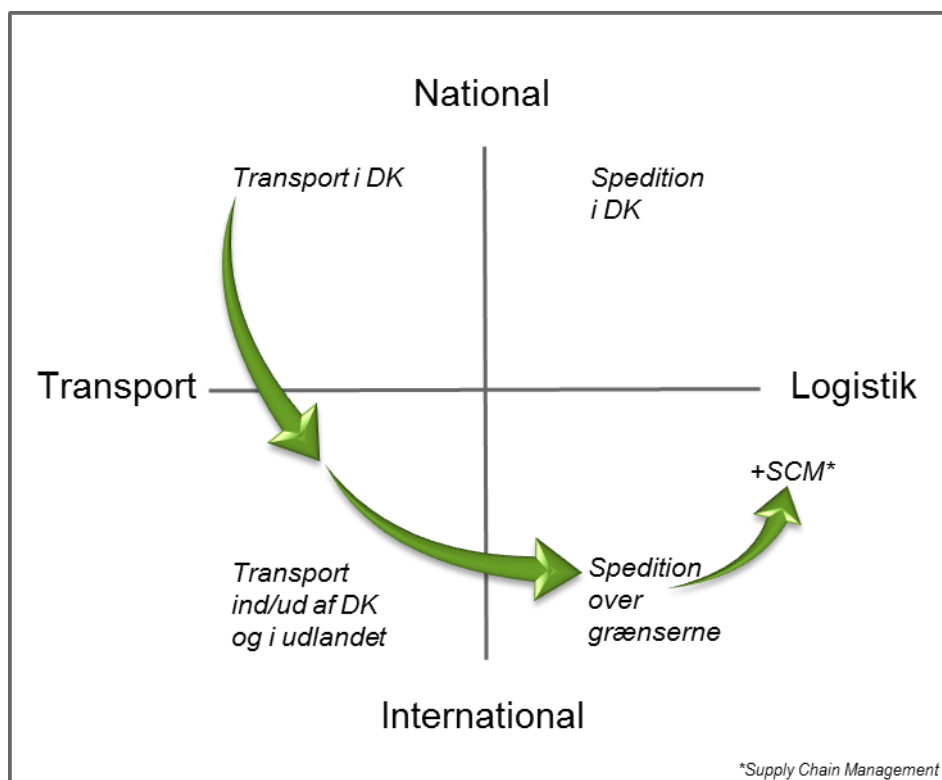 National
Transport i DK
Spedition
i DK
Transport
Logistik
+SCM*
Transport
ind/ud af DK
og i udlandet
Spedition
over
grænserne
International
*Supply Chain Management